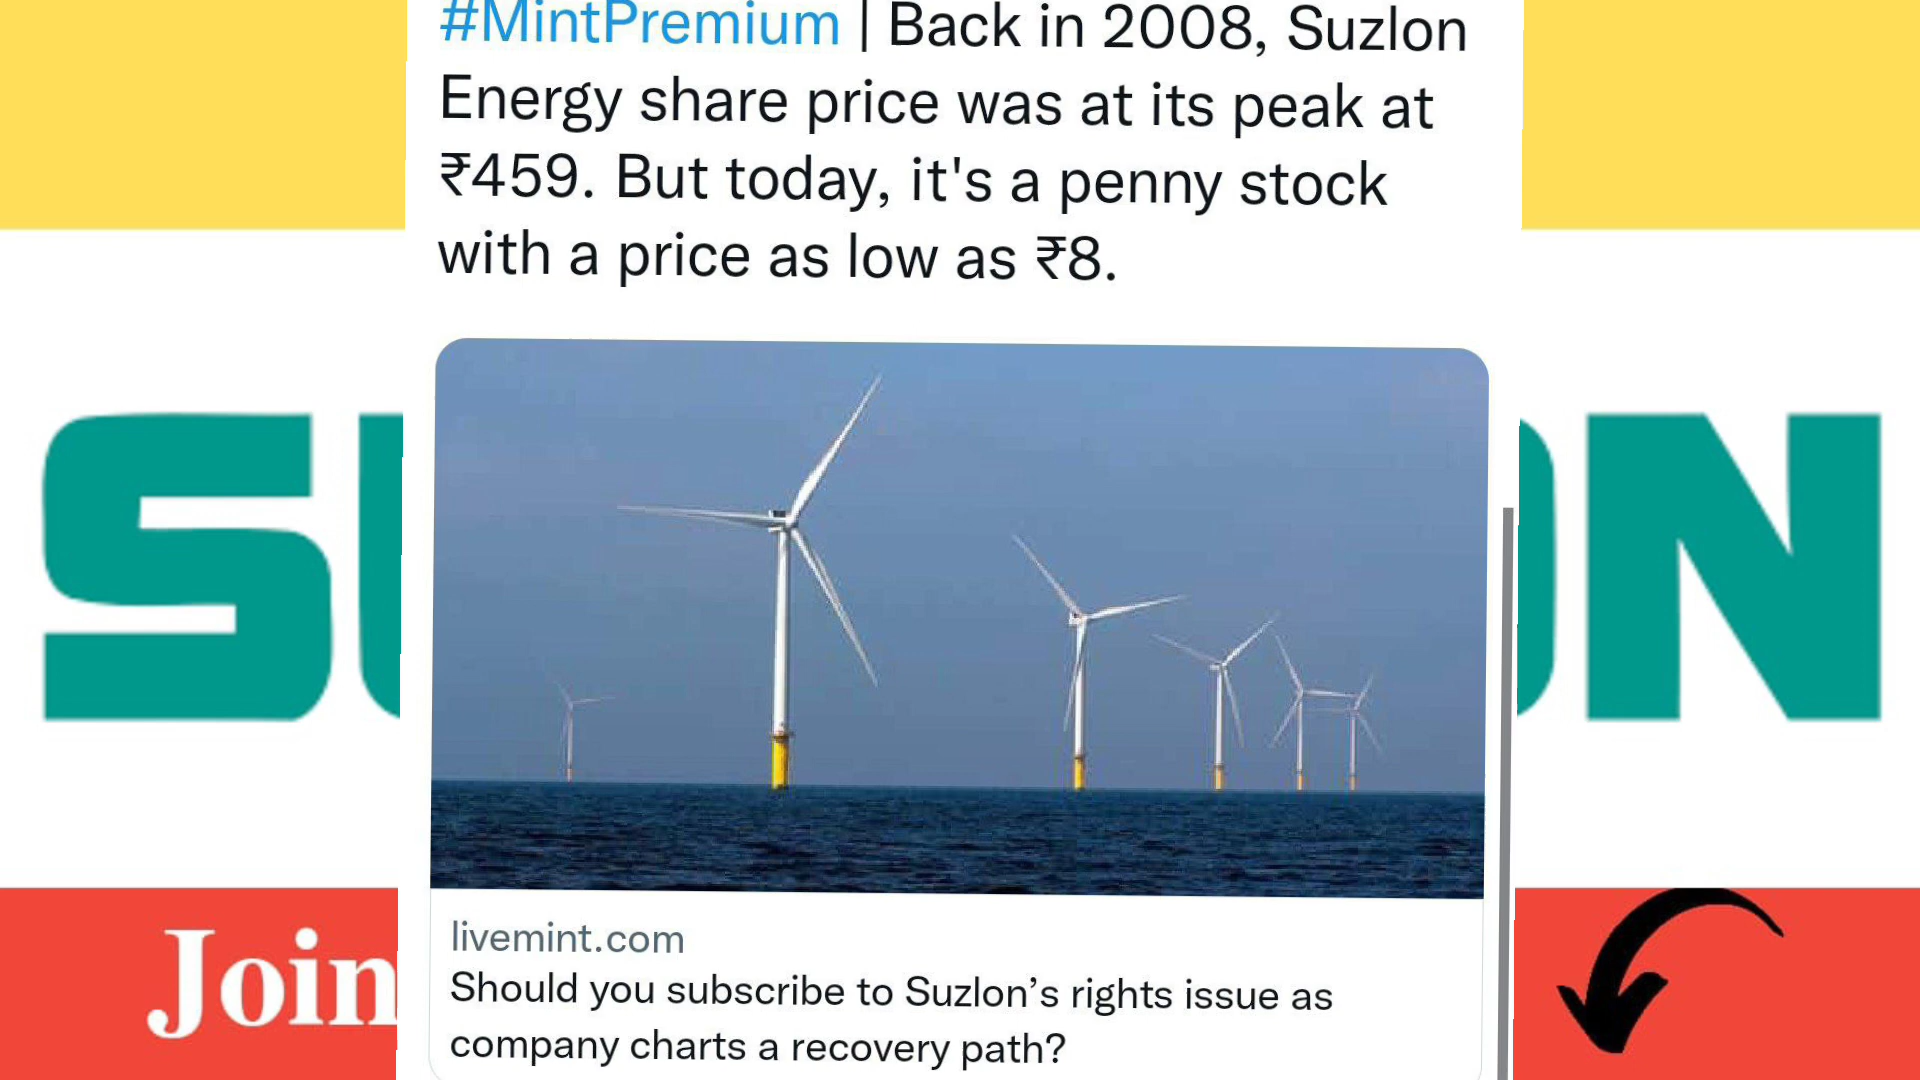 #MintPremium | Back in 2008, Suzlon
Energy share price was at its peak at
₹459. But today, it's a penny stock
with a price as low as ₹8.
livemint.com
Should you subscribe to Suzlon’s rights issue as
company charts a recovery path?
Join